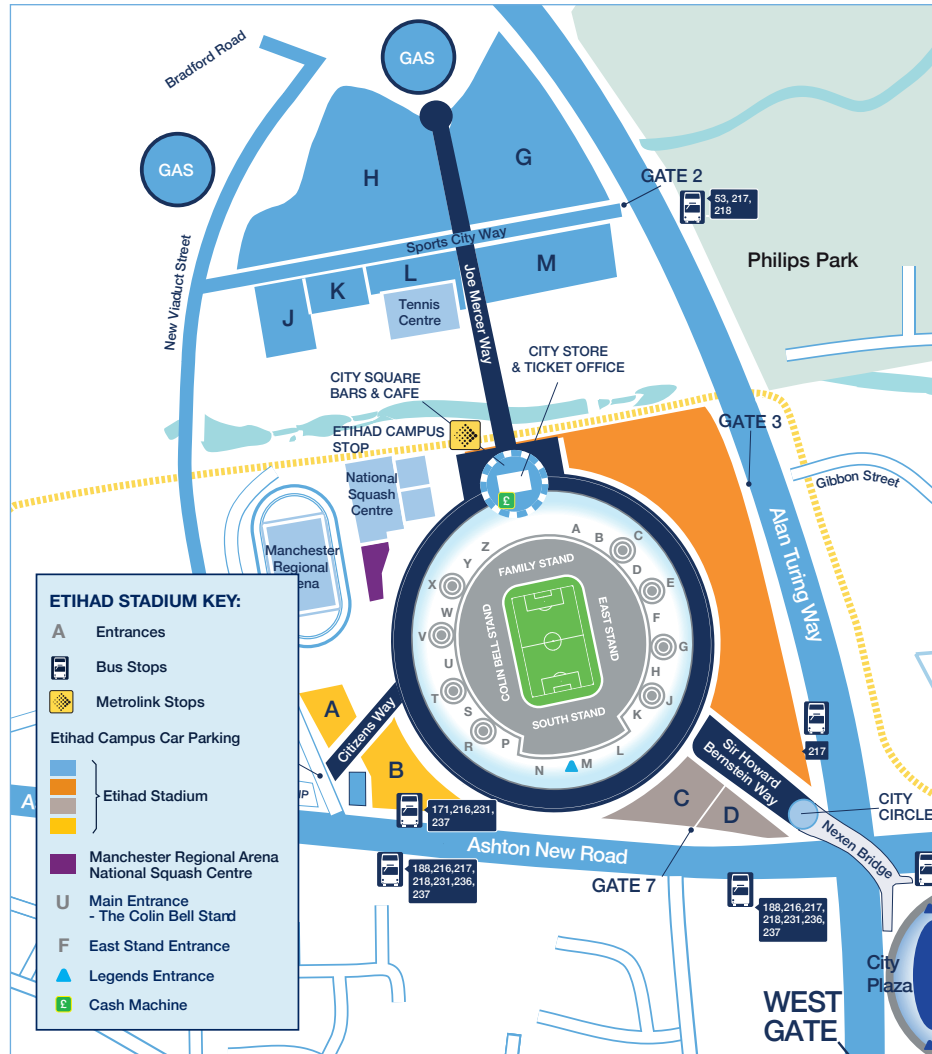 Bradford Road
GAS
GAS
H
G
GATE 2
53, 217,
218
Philips Park
New Viaduct Street
Sports City Way
J
K
L
M
Tennis
Centre
Joe Mercer Way
CITY SQUARE
BARS & CAFE
CITY STORE
& TICKET OFFICE
ETIHAD CAMPUS
STOP
GATE 3
Gibbon Street
Alan Turing Way
National
Squash
Centre
Manchester
Regional
£
A
B
C
D
E
F
G
H
J
K
L
M
N
P
R
S
T
U
V
W
X
Y
Z
FAMILY STAND
EAST STAND
COLIN BELL STAND
SOUTH STAND
ETIHAD STADIUM KEY:
A Entrances
Bus Stops
Metrolink Stops
Etihad Campus Car Parking
Etihad Stadium
Manchester Regional Arena
National Squash Centre
U Main Entrance
- The Colin Bell Stand
F East Stand Entrance
Legends Entrance
£ Cash Machine
A
Citizens Way
B
171,216,231,
237
C
D
Sir Howard
Bernstein Way
217
CITY
CIRCLE
Nexen Bridge
Ashton New Road
GATE 7
188,216,217,
218,231,236,
237
188,216,217,
218,231,236,
237
City
Plaza
WEST
GATE